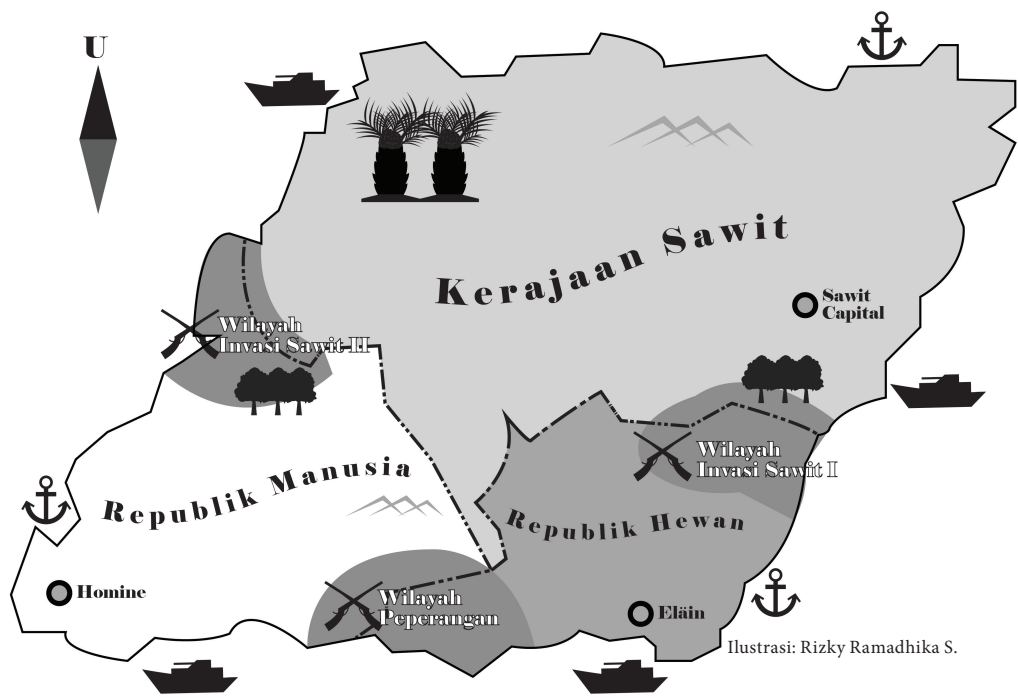 U
Kerajaan Sawit
Sawit
Capital
Wilayah
Invasi Sawit II
Wilayah
Invasi Sawit I
Republik Manusia
Republik Hewan
Homine
Wilayah
Peperangan
Eläin
Ilustrasi: Rizky Ramadhika S.